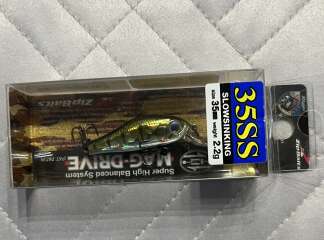 35SS
SLOWSINKING
size 35mm weight 2.2g
ZipBaits
MAG-DRIVE
Super High Balanced System